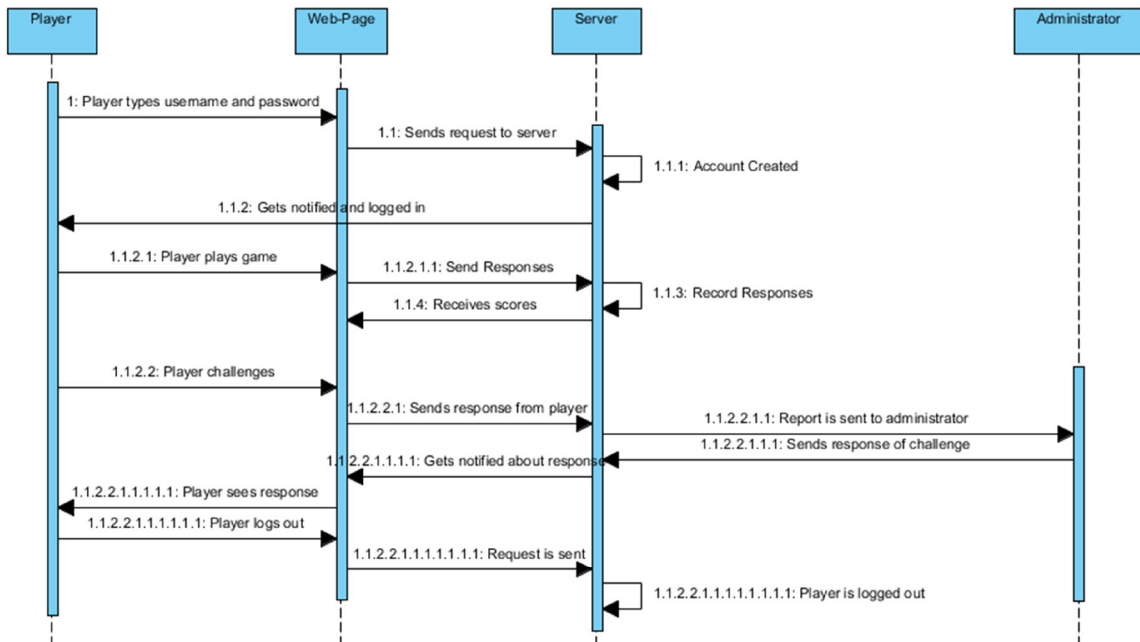 Player
Web-Page
Server
Administrator
1: Player types username and password
1.1: Sends request to server
1.1.1: Account Created
1.1.2: Gets notified and logged in
1.1.2.1: Player plays game
1.1.2.1.1: Send Responses
1.1.3: Record Responses
1.1.4: Receives scores
1.1.2.2: Player challenges
1.1.2.2.1: Sends response from player
1.1.2.2.1.1: Report is sent to administrator
1.1.2.2.1.1.1: Sends response of challenge
1.1.2.2.1.1.1.1: Gets notified about response
1.1.2.2.1.1.1.1.1: Player sees response
1.1.2.2.1.1.1.1.1.1: Player logs out
1.1.2.2.1.1.1.1.1.1.1: Request is sent
1.1.2.2.1.1.1.1.1.1.1.1: Player is logged out